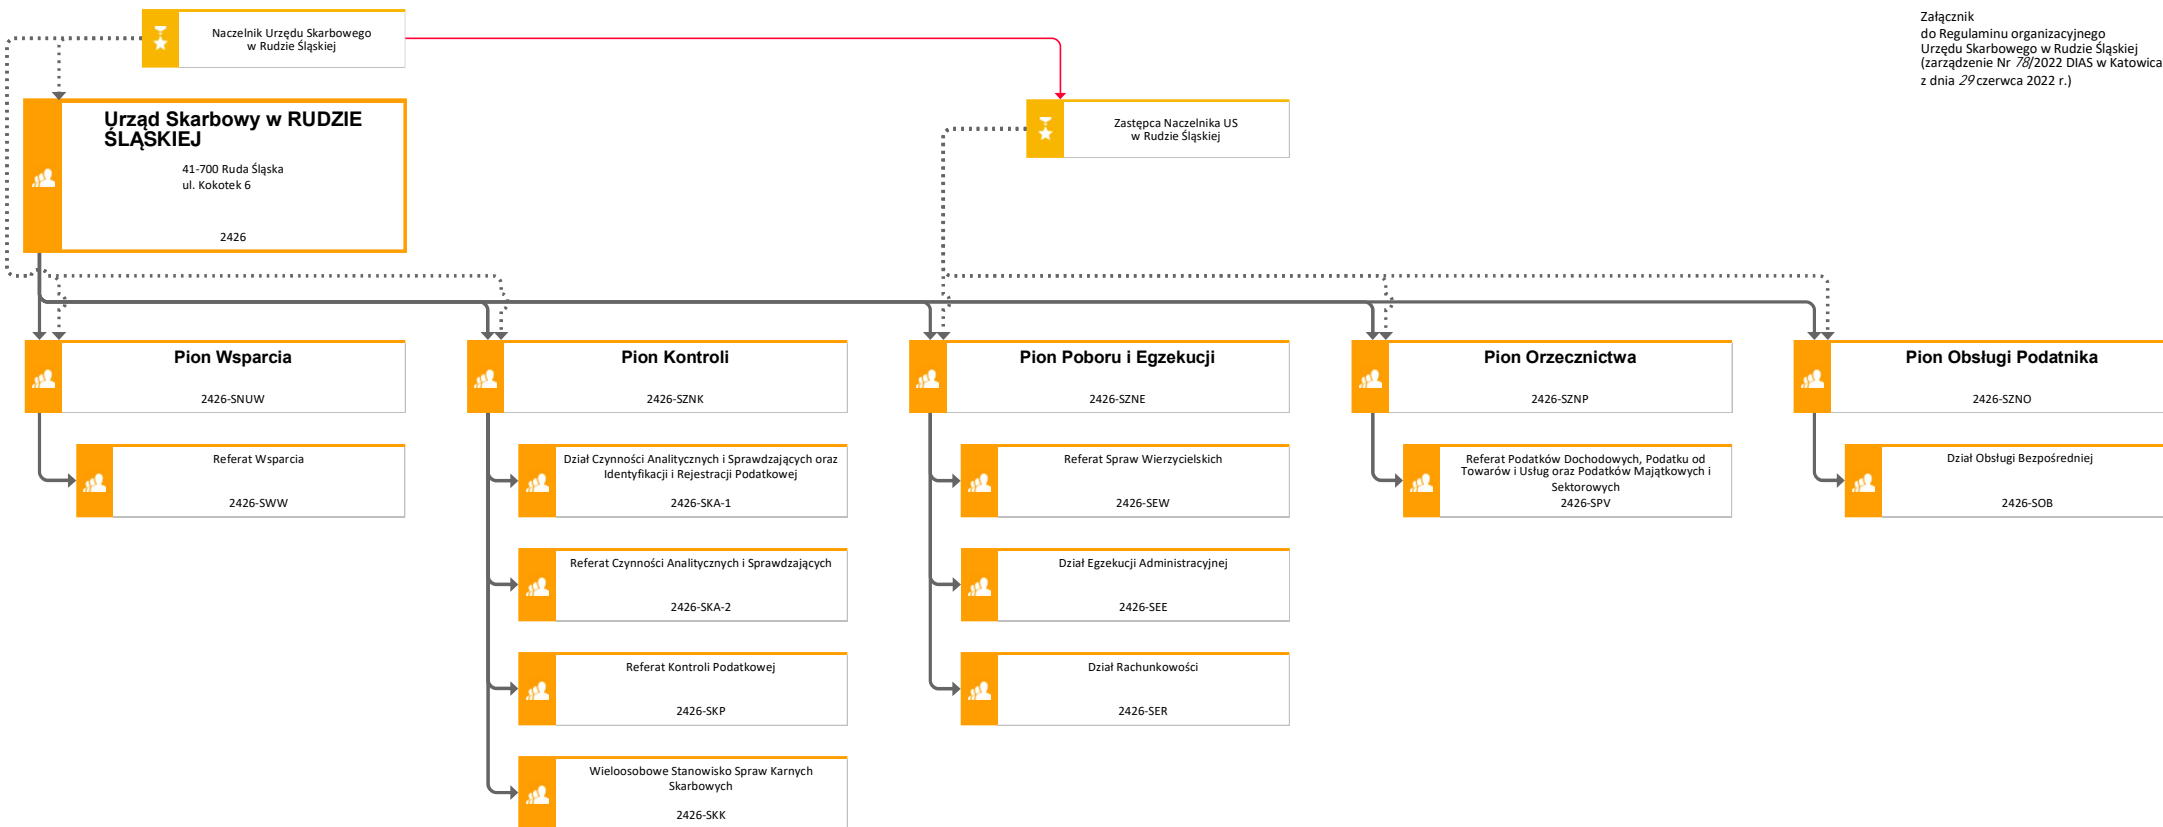 Załącznik
do Regulaminu organizacyjnego
Urzędu Skarbowego w Rudzie Śląskiej
(zarządzenie Nr 78/2022 DIAS w Katowica
z dnia 29 czerwca 2022 r.)
Naczelnik Urzędu Skarbowego
w Rudzie Śląskiej
Zastępca Naczelnika US
w Rudzie Śląskiej
Urząd Skarbowy w RUDZIE
ŚLĄSKIEJ
41-700 Ruda Śląska
ul. Kokotek 6
2426
Pion Wsparcia
2426-SNUW
Referat Wsparcia
2426-SWW
Pion Kontroli
2426-SZNK
Dział Czynności Analitycznych i Sprawdzających oraz
Identyfikacji i Rejestracji Podatkowej
2426-SKA-1
Referat Czynności Analitycznych i Sprawdzających
2426-SKA-2
Referat Kontroli Podatkowej
2426-SKP
Wieloosobowe Stanowisko Spraw Karnych
Skarbowych
2426-SKK
Pion Poboru i Egzekucji
2426-SZNE
Referat Spraw Wierzycielskich
2426-SEW
Dział Egzekucji Administracyjnej
2426-SEE
Dział Rachunkowości
2426-SER
Pion Orzecznictwa
2426-SZNP
Referat Podatków Dochodowych, Podatku od
Towarów i Usług oraz Podatków Majątkowych i
Sektorowych
2426-SPV
Pion Obsługi Podatnika
2426-SZNO
Dział Obsługi Bezpośredniej
2426-SOB